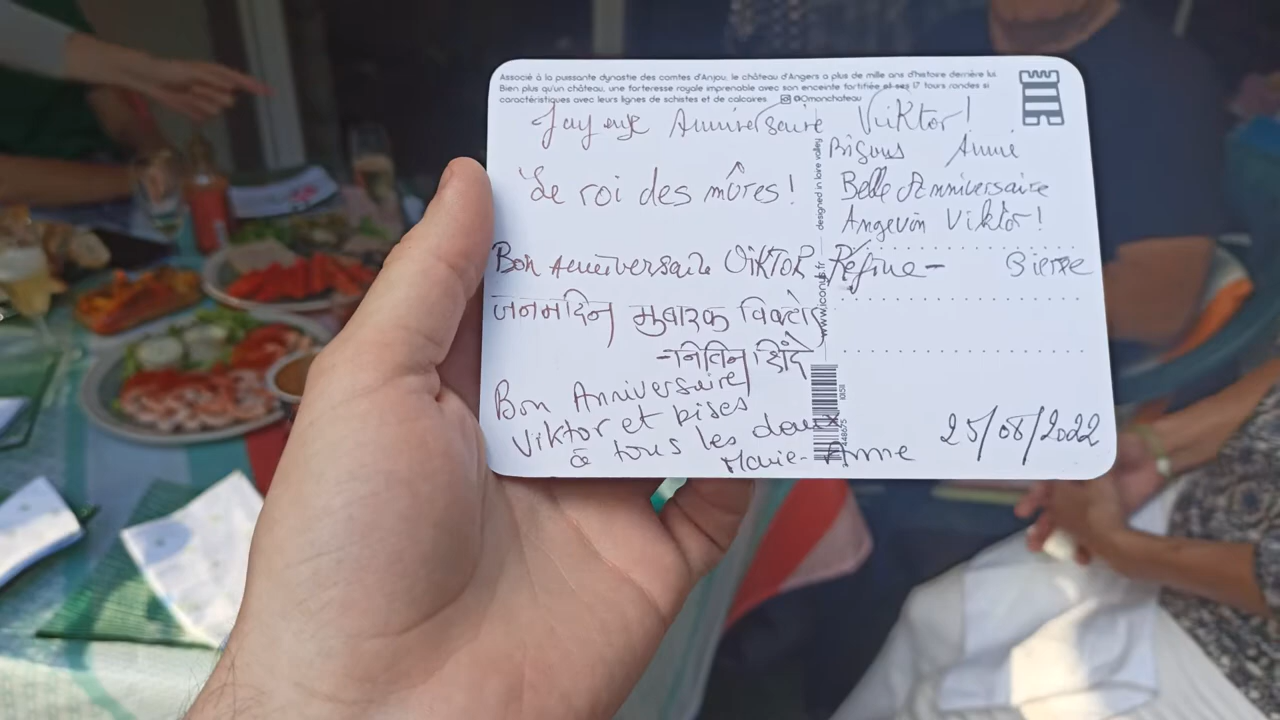 Associé à la puissante dynastie des comtes d'Anjou, le château d'Angers a plus de mille ans d'histoire derrière lui.
Bien plus qu'un château, une forteresse royale imprenable avec son enceinte fortifiée et ses 17 tours rondes si
caractéristiques avec leurs lignes de schistes et de calcaires. @Omonchateau
Joyeux Anniversaire Viktor!
Bisous Annie
Le roi des mûres!
Belle Anniversaire
Angevin Viktor!
Bon anniversaire VIKTOR Régine -
Pierre
जनमदिन मुबारक
- नितिन शिंदे
Bon Anniversaire
Viktor et bises
à tous les deux
Marie-Anne
25/08/2022
designed in loire valley
www.iconus.fr